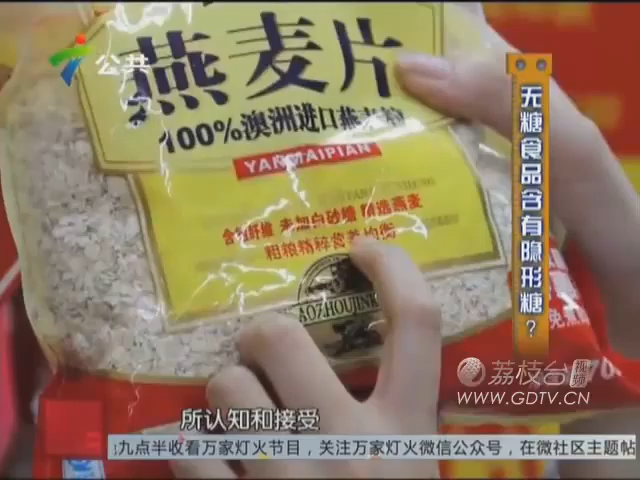 公共
燕麦片
100%澳洲进口燕麦
YANMAIPIAN
未加白砂糖 精选燕麦
粗粮精粹营养均衡
AOZHOUJIN
无糖食品含有隐形糖?
荔枝台 视频
WWW.GDTV.CN
所认知和接受
九点半收看万家灯火节目，关注万家灯火微信公众号，在微社区主题帖